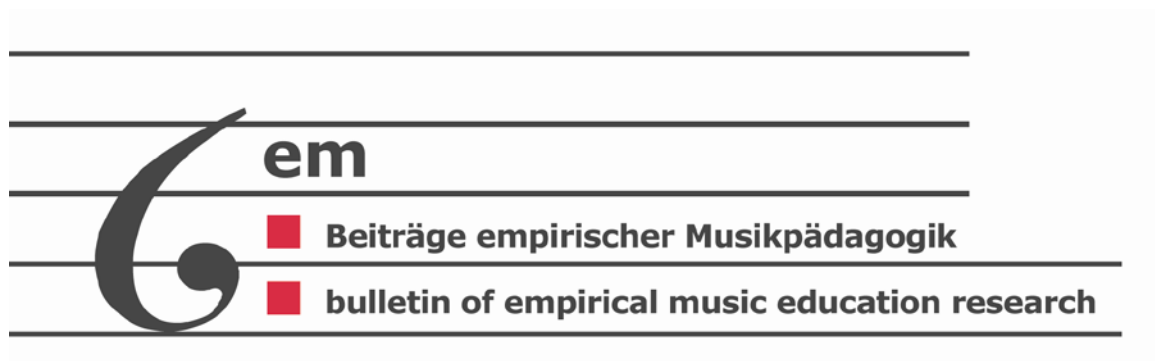 em
Beiträge empirischer Musikpädagogik
bulletin of empirical music education research